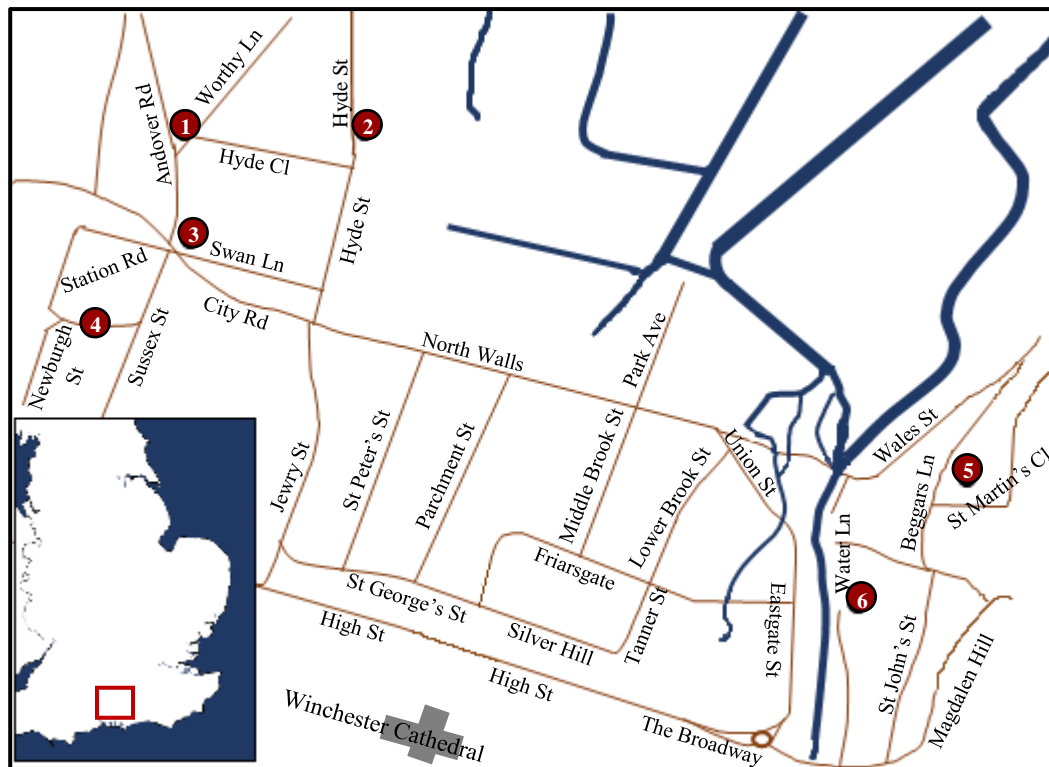 Andover Rd
Worthy Ln
Hyde St
1
2
Hyde Cl
Hyde St
3
Swan Ln
Station Rd
City Rd
4
Newburgh
St
Sussex St
North Walls
Park Ave
Jewry St
St Peter's St
Parchment St
Middle Brook St
Lower Brook St
Union St
Wales St
Beggars Ln
5
St Martin's Cl
Water Ln
6
Friarsgate
St George's St
Silver Hill
Tanner St
Eastgate St
St John's St
Magdalen Hill
High St
High St
The Broadway
Winchester Cathedral